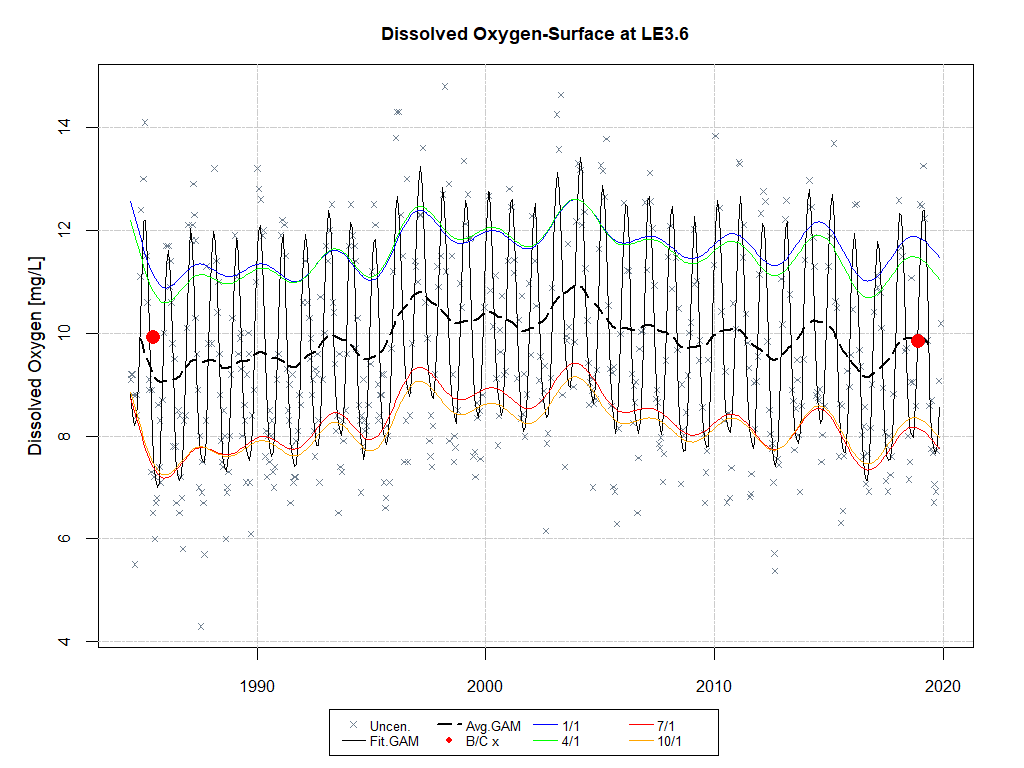 Dissolved Oxygen-Surface at LE3.6
Dissolved Oxygen [mg/L]
14
12
10
8
6
4
1990
2000
2010
2020
Uncen. Avg.GAM 1/1 7/1
Fit.GAM B/C x 4/1 10/1